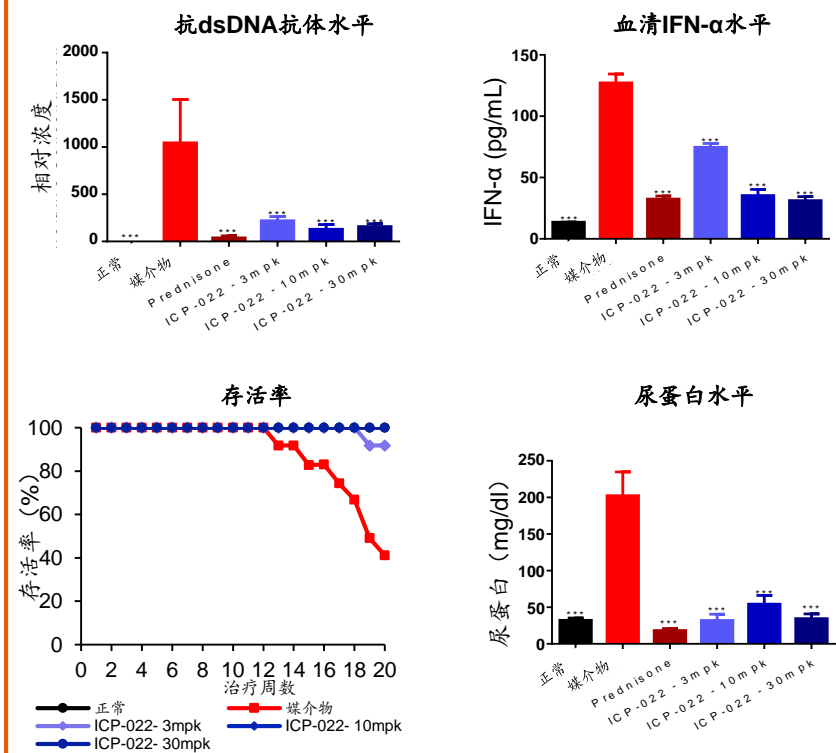 抗dsDNA抗体水平
相对浓度
2000
1500
1000
500
0
***
***
***
***
***
正常
媒介物
Prednisone
ICP-022-3mpk
ICP-022-10mpk
ICP-022-30mpk
血清IFN-α水平
IFN-α (pg/mL)
150
100
50
0
***
***
***
***
***
正常
媒介物
Prednisone
ICP-022-3mpk
ICP-022-10mpk
ICP-022-30mpk
存活率
存活率（%）
100
80
60
40
20
0
0 2 4 6 8 10 12 14 16 18 20
治疗周数
正常 媒介物
ICP-022- 3mpk ICP-022- 10mpk
ICP-022- 30mpk
尿蛋白水平
尿蛋白（mg/dl）
250
200
150
100
50
0
***
***
***
***
***
正常
媒介物
Prednisone
ICP-022-3mpk
ICP-022-10mpk
ICP-022-30mpk